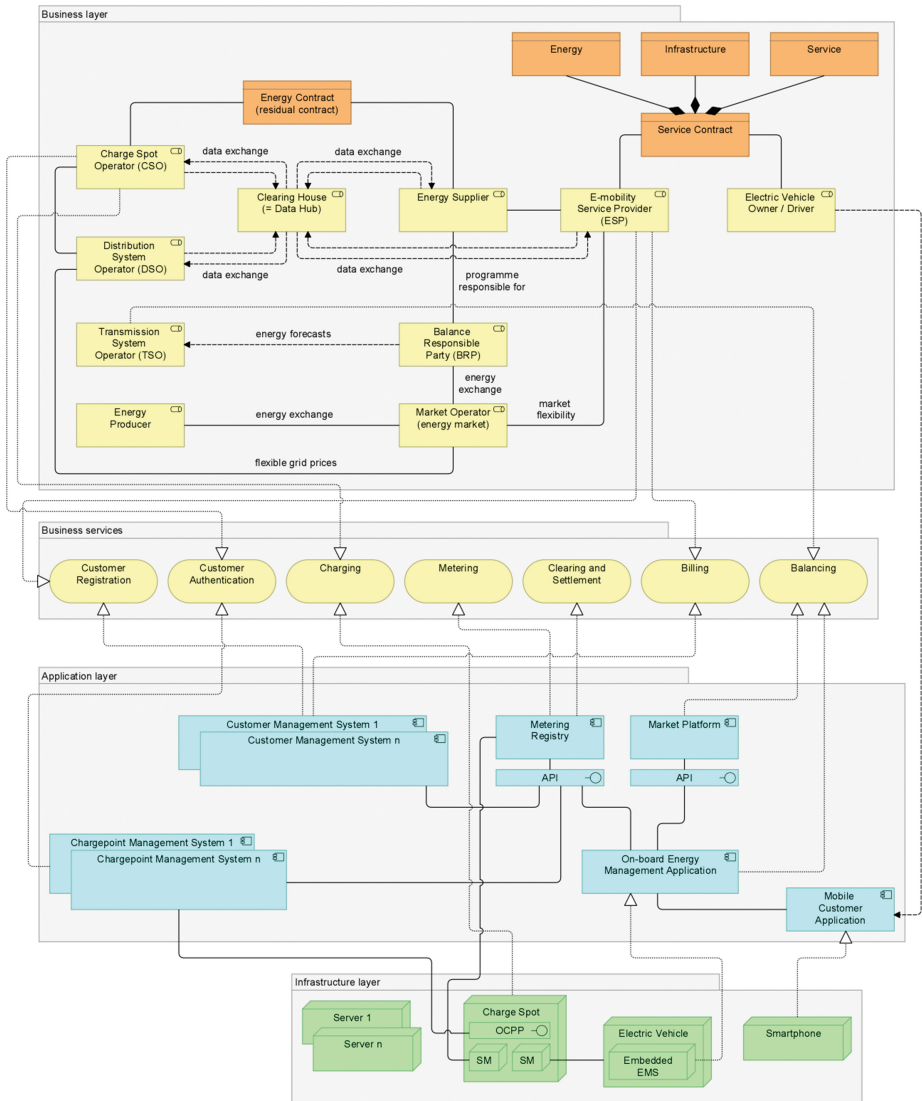 Business layer
Energy
Infrastructure
Service
Energy Contract
(residual contract)
Service Contract
Charge Spot
Operator (CSO)
data exchange
data exchange
Clearing House
(= Data Hub)
Energy Supplier
E-mobility
Service Provider
(ESP)
Electric Vehicle
Owner / Driver
Distribution
System
Operator (DSO)
data exchange
data exchange
programme
responsible for
Transmission
System
Operator (TSO)
energy forecasts
Balance
Responsible
Party (BRP)
energy
exchange
Energy
Producer
energy exchange
Market Operator
(energy market)
market
flexibility
flexible grid prices
Business services
Customer
Registration
Customer
Authentication
Charging
Metering
Clearing and
Settlement
Billing
Balancing
Application layer
Customer Management System 1
Customer Management System n
Metering
Registry
Market Platform
API
API
Chargepoint Management System 1
Chargepoint Management System n
On-board Energy
Management Application
Mobile
Customer
Application
Infrastructure layer
Server 1
Server n
Charge Spot
OCPP
SM
SM
Electric Vehicle
Embedded
EMS
Smartphone